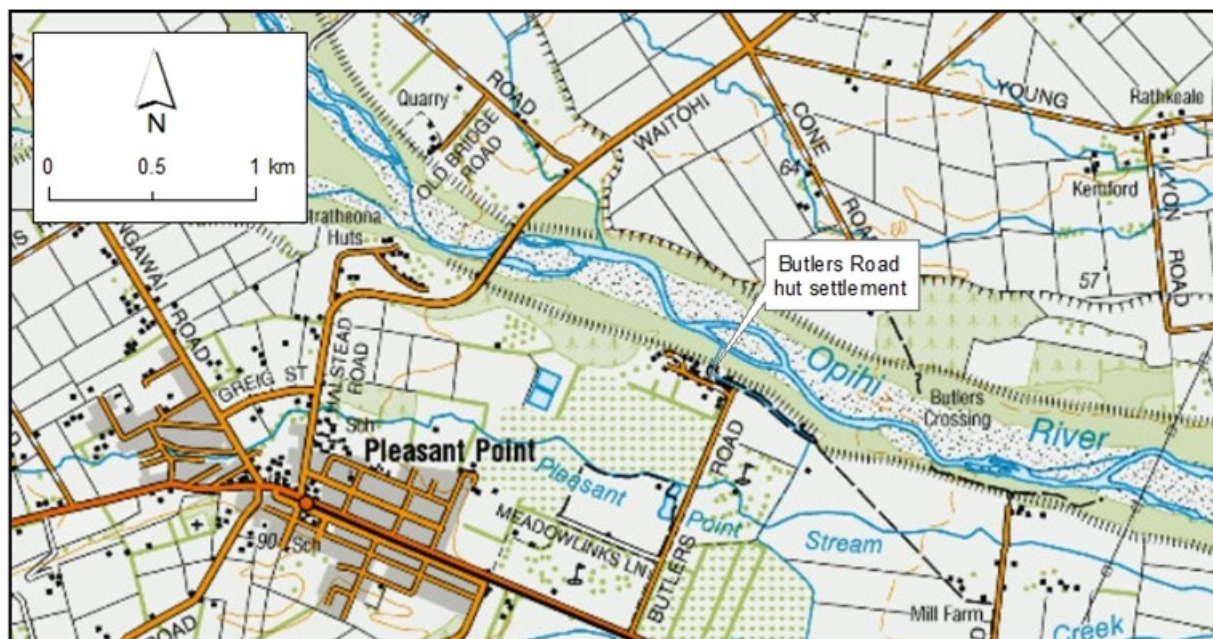 N
0
0.5
1 km
Quarry
ROAD
OLD BRIDGE
ROAD
WAITOHI
CONE
ROAD
YOUNG
Rathkeale
LYON
ROAD
64
60
57
Butlers Road
hut settlement
Huts
ROAD
GREIG ST
HALSTEAD
ROAD
Sch
Pleasant Point
Pleasant
Point
Stream
Opihi
River
Butlers
Crossing
ROAD
BUTLERS
MEADOWLINKS LN
90
Sch
ROAD
Mill Farm
Creek